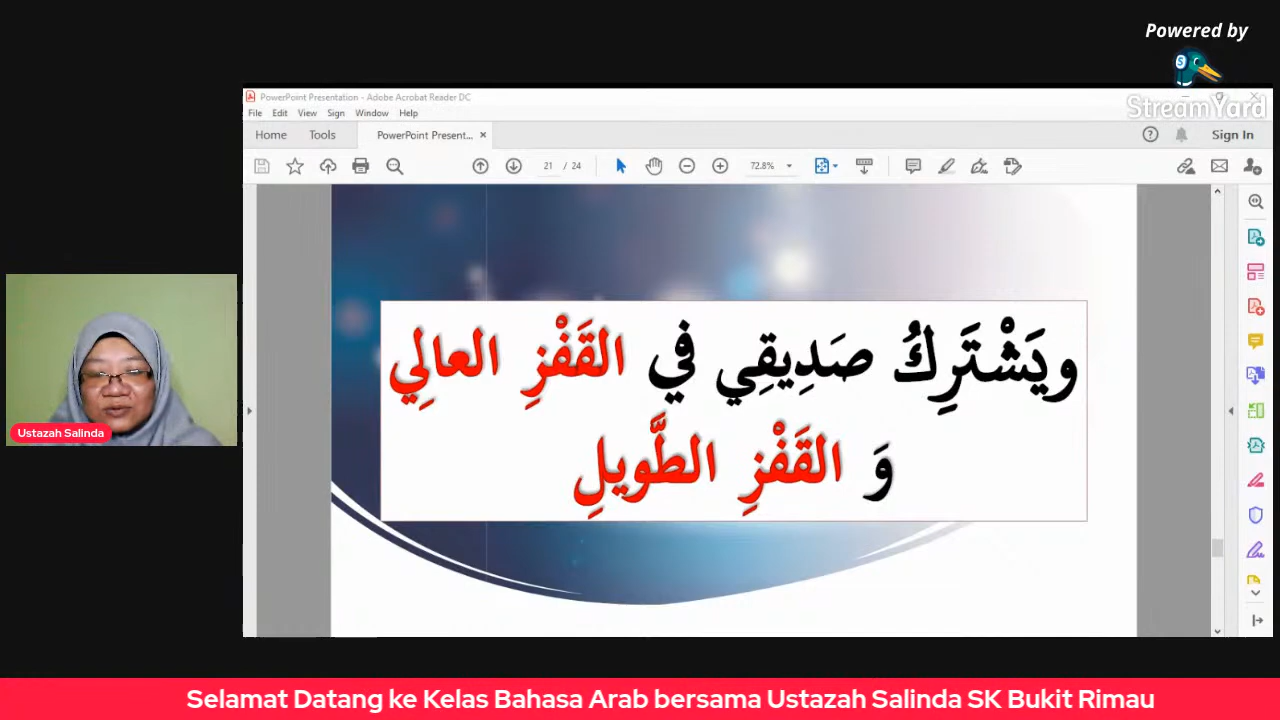 Powered by
StreamYard
PowerPoint Presentation - Adobe Acrobat Reader DC
File Edit View Sign Window Help
Home Tools PowerPoint Present... ×
Sign In
21 / 24 72.8%
ويَشْتَرِكُ صَدِيقِي في القَفْزِ العالِي
وَ القَفْزِ الطَّويلِ
Ustazah Salinda
Selamat Datang ke Kelas Bahasa Arab bersama Ustazah Salinda SK Bukit Rimau